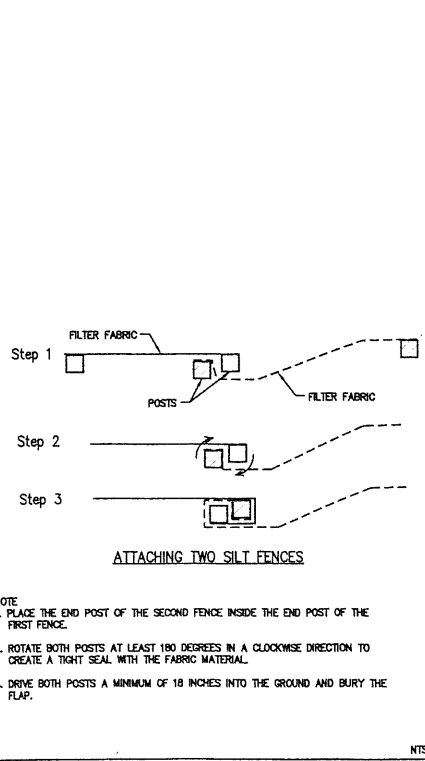 FILTER FABRIC
Step 1
POSTS
FILTER FABRIC
Step 2
Step 3
ATTACHING TWO SILT FENCES
OTE
. PLACE THE END POST OF THE SECOND FENCE INSIDE THE END POST OF THE
FIRST FENCE.
. ROTATE BOTH POSTS AT LEAST 180 DEGREES IN A CLOCKWISE DIRECTION TO
CREATE A TIGHT SEAL WITH THE FABRIC MATERIAL.
. DRIVE BOTH POSTS A MINIMUM OF 18 INCHES INTO THE GROUND AND BURY THE
FLAP.
NTS